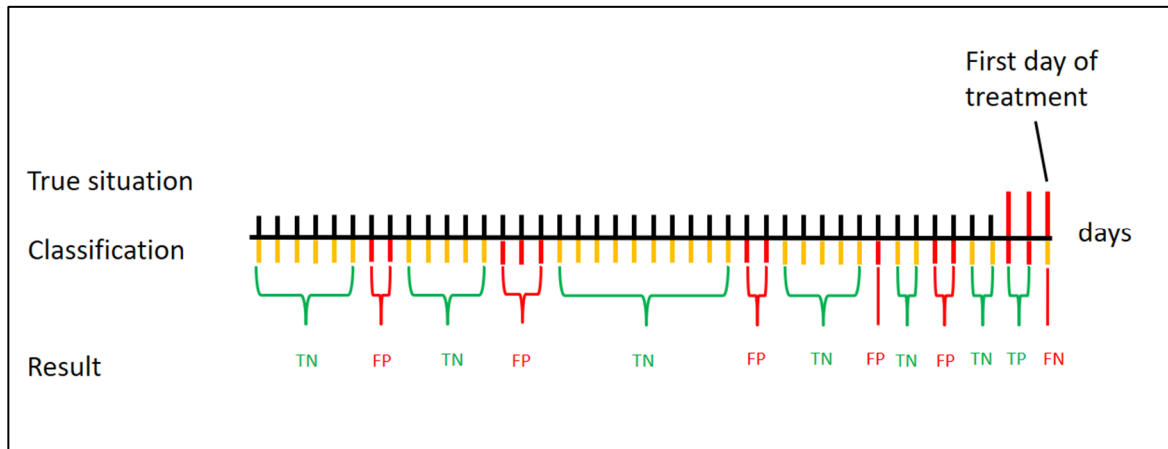 First day of
treatment
True situation
Classification
days
Result
TN FP TN FP TN FP TN FP TN FP TN TP FN